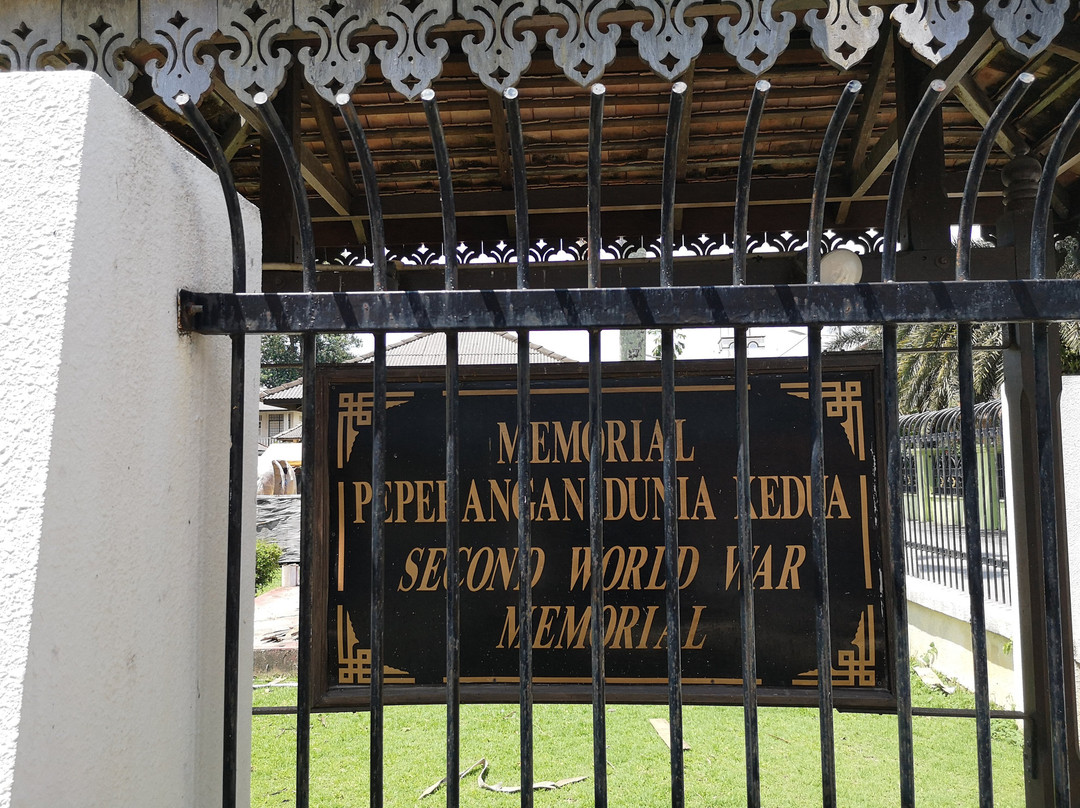 MEMORIAL
PEPERANGAN DUNIA KEDUA
SECOND WORLD WAR
MEMORIAL